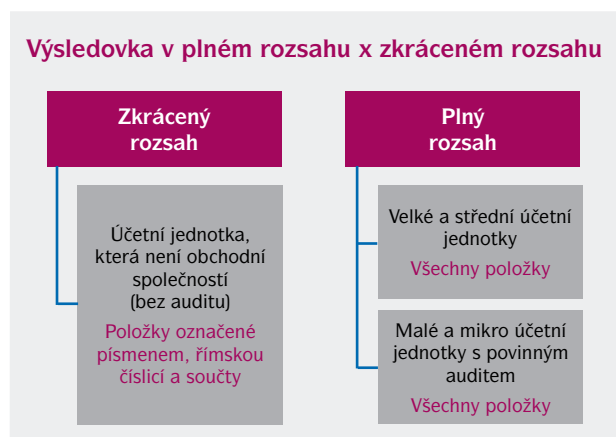 Výsledovka v plném rozsahu x zkráceném rozsahu
Zkrácený
rozsah
Účetní jednotka,
která není obchodní
společností
(bez auditu)
Položky označené
písmenem, římskou
číslicí a součty
Plný
rozsah
Velké a střední účetní
jednotky
Všechny položky
Malé a mikro účetní
jednotky s povinným
auditem
Všechny položky